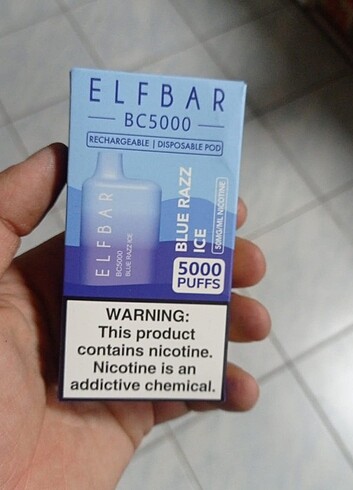 ELFBAR
BC5000
RECHARGEABLE | DISPOSABLE POD
ELFBAR
BC5000
BLUE RAZZ ICE
BLUE RAZZ
ICE
50MG/ML NICOTINE
5000
PUFFS
WARNING:
This product
contains nicotine.
Nicotine is an
addictive chemical.